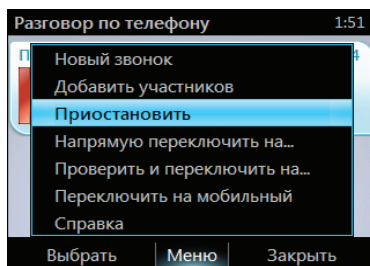 Разговор по телефону 1:51
Новый звонок
Добавить участников
Приостановить
Напрямую переключить на...
Проверить и переключить на...
Переключить на мобильный
Справка
Выбрать Меню Закрыть